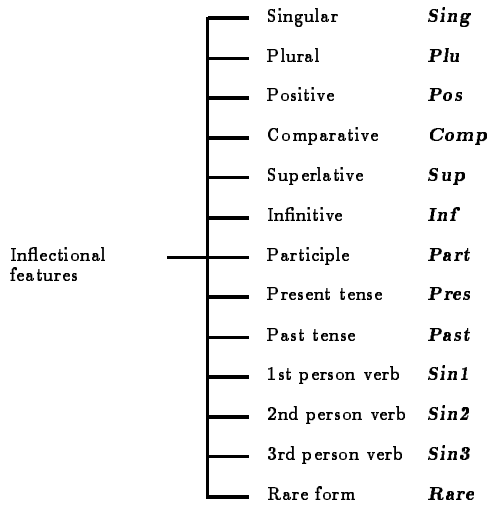 Singular Sing
Plural Plu
Positive Pos
Comparative Comp
Superlative Sup
Infinitive Inf
Inflectional features
Participle Part
Present tense Pres
Past tense Past
1st person verb Sin1
2nd person verb Sin2
3rd person verb Sin3
Rare form Rare